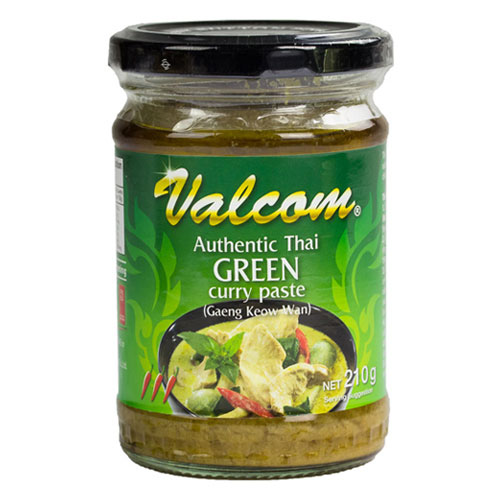 Valcom®
Authentic Thai
GREEN
curry paste
(Gaeng Keow Wan)
NET 210g
Serving Suggestion